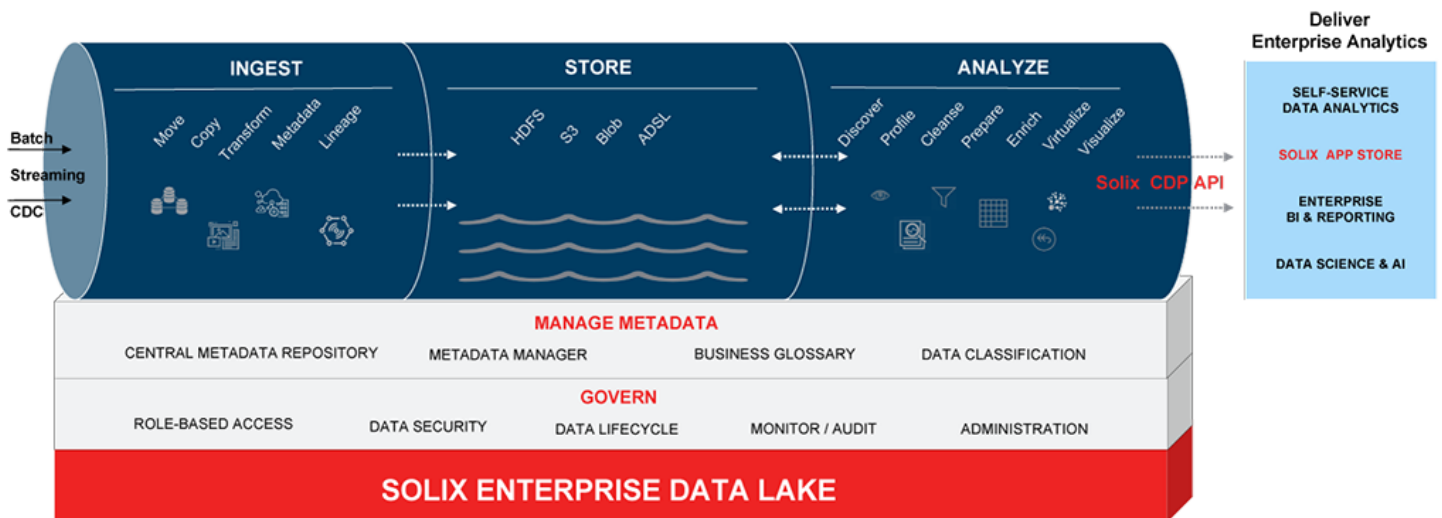 Deliver
Enterprise Analytics
INGEST
STORE
ANALYZE
Move
Copy
Transform
Metadata
Lineage
HDFS
S3
Blob
ADSL
Discover
Profile
Cleanse
Prepare
Enrich
Virtualize
Visualize
Batch
Streaming
CDC
Solix CDP API
SELF-SERVICE
DATA ANALYTICS
SOLIX APP STORE
ENTERPRISE
BI & REPORTING
DATA SCIENCE & AI
MANAGE METADATA
CENTRAL METADATA REPOSITORY
METADATA MANAGER
BUSINESS GLOSSARY
DATA CLASSIFICATION
GOVERN
ROLE-BASED ACCESS
DATA SECURITY
DATA LIFECYCLE
MONITOR / AUDIT
ADMINISTRATION
SOLIX ENTERPRISE DATA LAKE